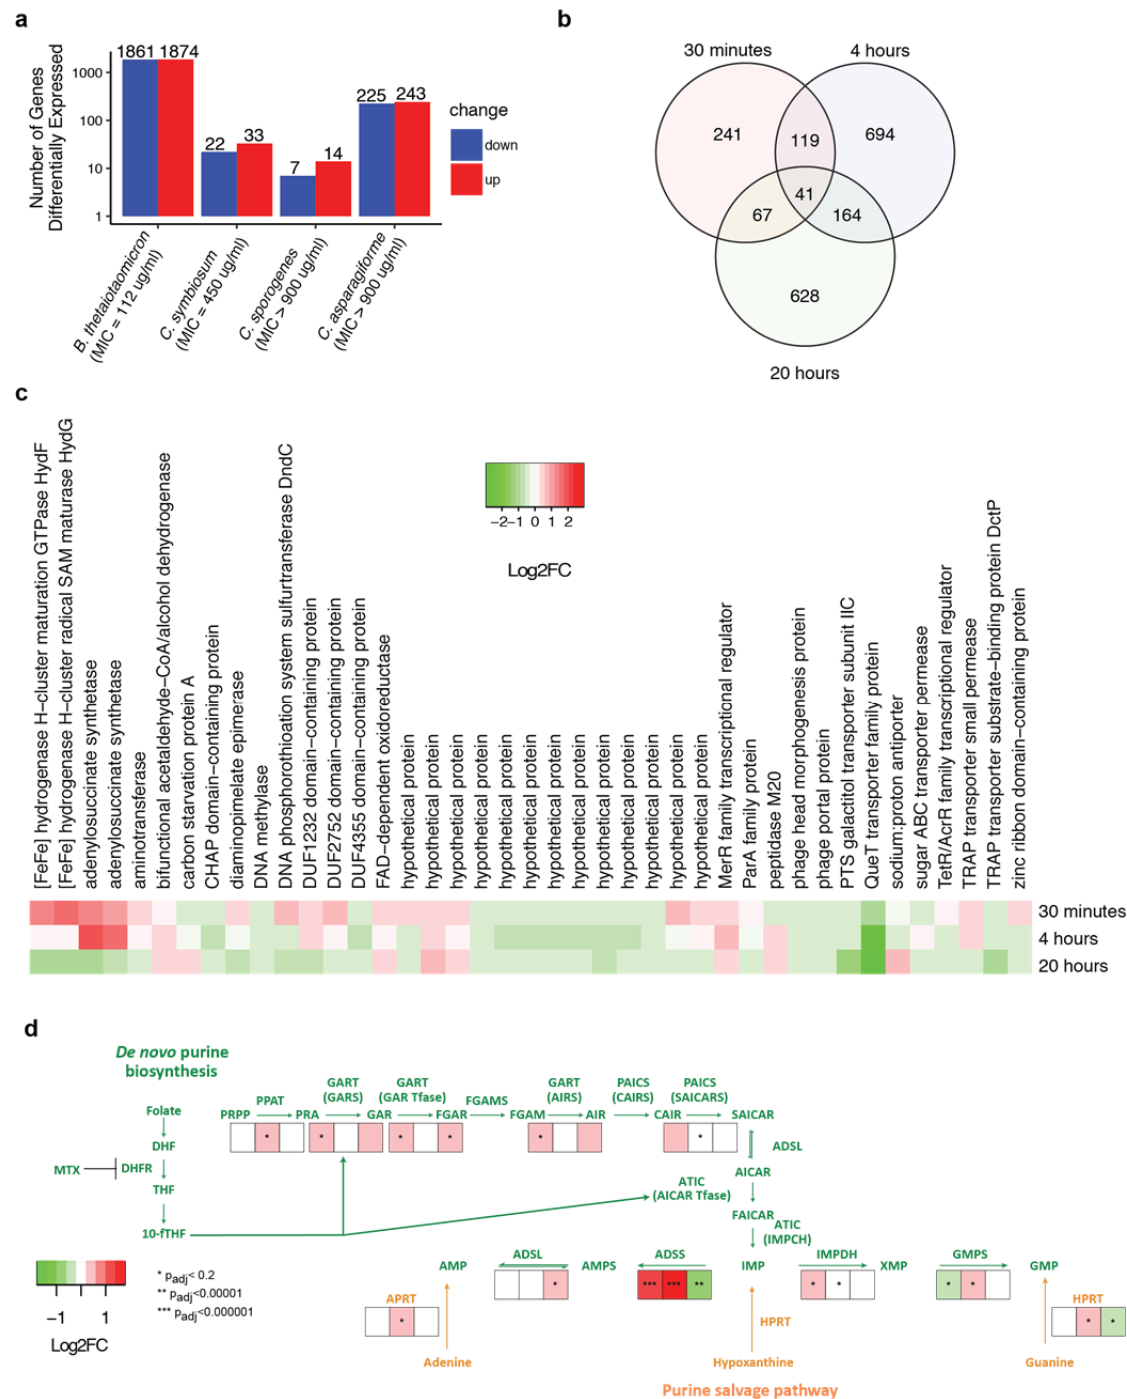 a
Number of Genes
Differentially Expressed
1000
100
10
1
1861 1874
22 33
7 14
225 243
change
down
up
B. thetaiotaomicron
(MIC = 112 ug/ml)
C. symbiosum
(MIC = 450 ug/ml)
C. sporogenes
(MIC > 900 ug/ml)
C. asparagiforme
(MIC > 900 ug/ml)
b
30 minutes
4 hours
241
119
694
41
67
164
628
20 hours
c
−2 −1 0 1 2
Log2FC
[FeFe] hydrogenase H−cluster maturation GTPase HydF
[FeFe] hydrogenase H−cluster radical SAM maturase HydG
adenylosuccinate synthetase
adenylosuccinate synthetase
aminotransferase
bifunctional acetaldehyde−CoA/alcohol dehydrogenase
carbon starvation protein A
CHAP domain−containing protein
diaminopimelate epimerase
DNA methylase
DNA phosphorothioation system sulfurtransferase DndC
DUF1232 domain−containing protein
DUF2752 domain−containing protein
DUF4355 domain−containing protein
FAD−dependent oxidoreductase
hypothetical protein
hypothetical protein
hypothetical protein
hypothetical protein
hypothetical protein
hypothetical protein
hypothetical protein
hypothetical protein
hypothetical protein
hypothetical protein
hypothetical protein
hypothetical protein
hypothetical protein
MerR family transcriptional regulator
ParA family protein
peptidase M20
phage head morphogenesis protein
phage portal protein
PTS galactitol transporter subunit IIC
QueT transporter family protein
sodium:proton antiporter
sugar ABC transporter permease
TetR/AcrR family transcriptional regulator
TRAP transporter small permease
TRAP transporter substrate−binding protein DctP
zinc ribbon domain−containing protein
30 minutes
4 hours
20 hours
d
De novo purine
biosynthesis
Folate
DHF
MTX
DHFR
THF
10-fTHF
PRPP
PPAT
PRA
GART
(GARS)
GAR
GART
(GAR Tfase)
FGAR
FGAMS
FGAM
GART
(AIRS)
AIR
PAICS
(CAIRS)
CAIR
PAICS
(SAICARS)
SAICAR
* * * * * *
ADSL
AICAR
ATIC
(AICAR Tfase)
FAICAR
ATIC
(IMPCH)
AMP
ADSL
AMPS
ADSS
IMP
IMPDH
XMP
GMPS
GMP
* *** *** ** * * * *
APRT
*
HPRT
HPRT
* *
Adenine
Hypoxanthine
Guanine
Purine salvage pathway
−1 1
Log2FC
* padj< 0.2
** padj<0.00001
*** padj<0.000001